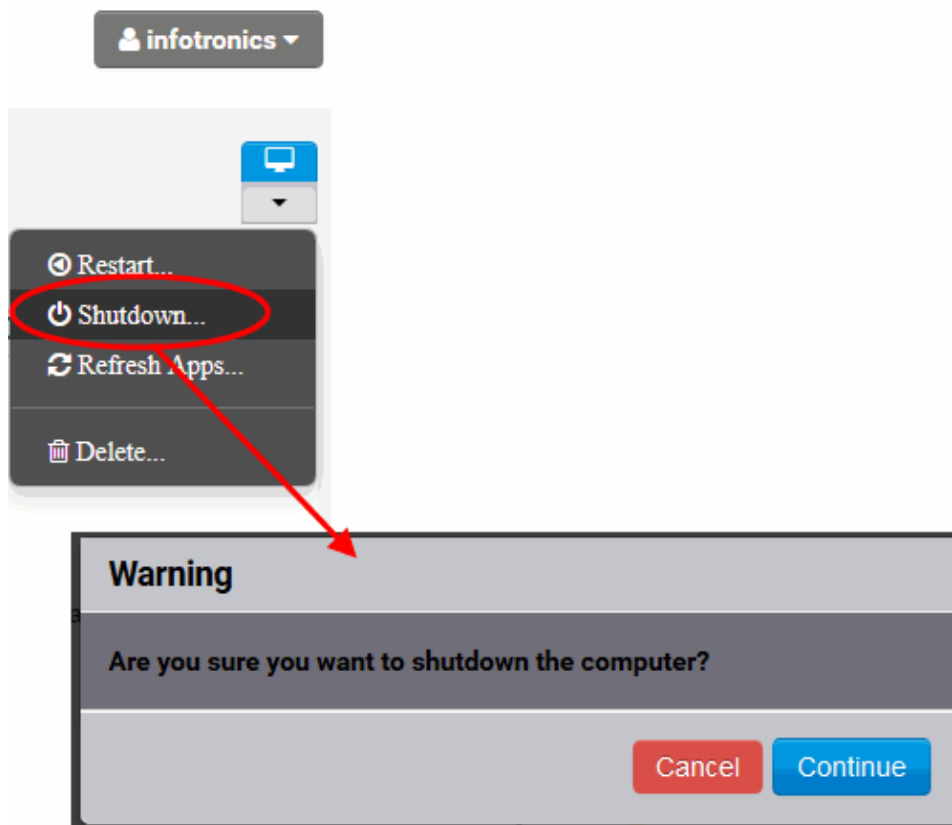 infotronics
Restart...
Shutdown...
Refresh Apps...
Delete...
Warning
a
Are you sure you want to shutdown the computer?
Cancel Continue